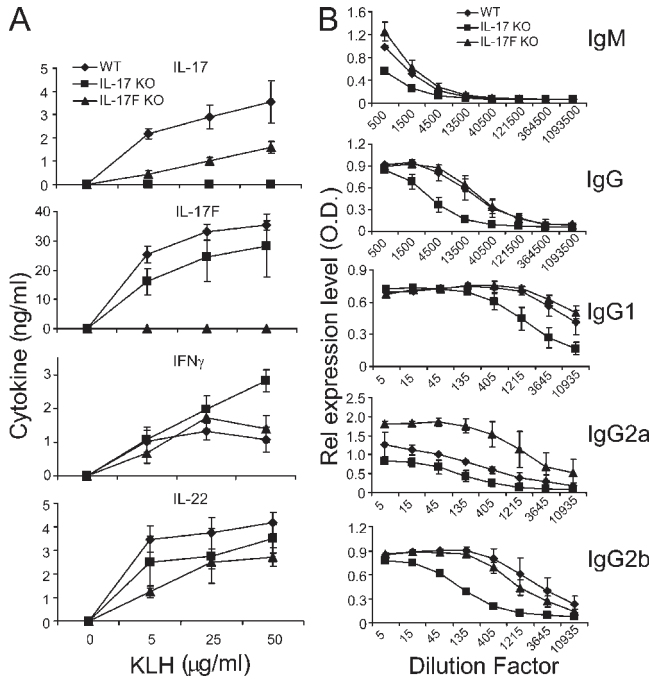 A
IL-17
WT
IL-17 KO
IL-17F KO
5
4
3
2
1
0
IL-17F
40
30
20
10
0
IFNγ
3
2
1
0
IL-22
5
4
3
2
1
0
0 5 25 50
Cytokine (ng/ml)
KLH (μg/ml)
B
WT
IL-17 KO
IL-17F KO
IgM
1.6
1.2
0.8
0.4
0
500 1500 4500 13500 40500 121500 364500 1093500
IgG
1.2
0.9
0.6
0.3
0
500 1500 4500 13500 40500 121500 364500 1093500
IgG1
0.9
0.6
0.3
0
5 15 45 135 405 1215 3645 10935
IgG2a
2.5
2.0
1.5
1.0
0.5
0
5 15 45 135 405 1215 3645 10935
IgG2b
1.2
0.9
0.6
0.3
0
5 15 45 135 405 1215 3645 10935
Rel expression level (O.D.)
Dilution Factor